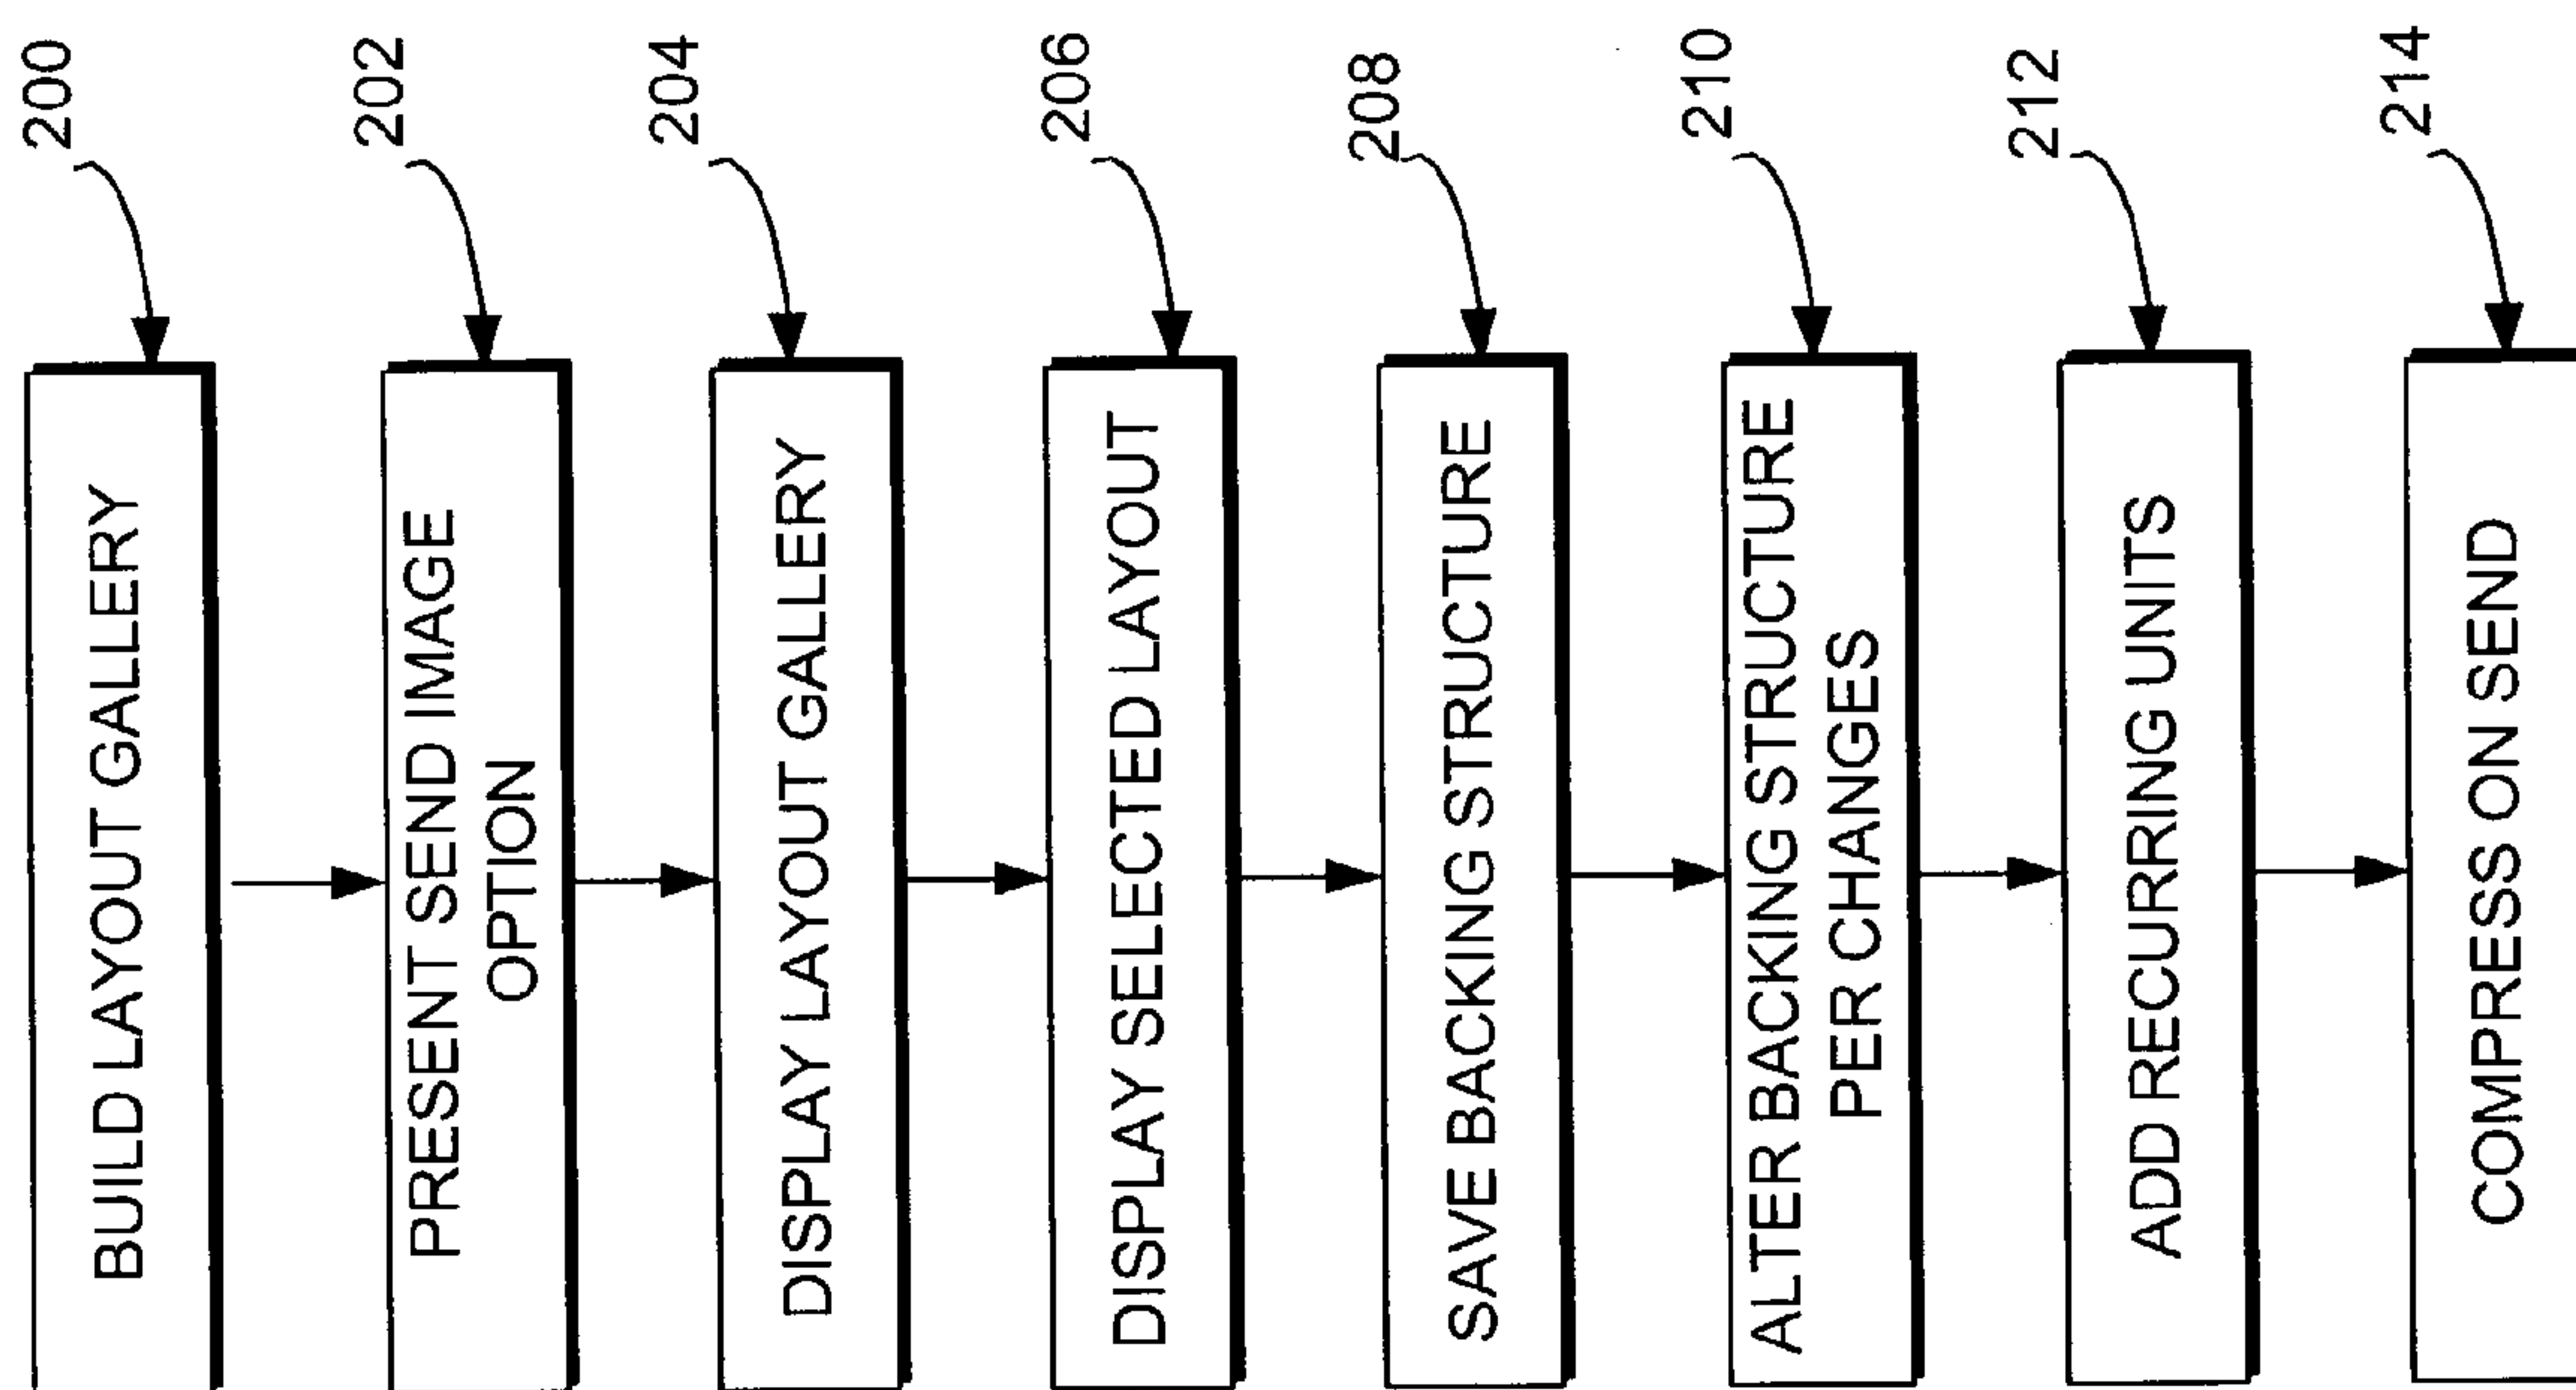 200
BUILD LAYOUT GALLERY
202
PRESENT SEND IMAGE
OPTION
204
DISPLAY LAYOUT GALLERY
206
DISPLAY SELECTED LAYOUT
208
SAVE BACKING STRUCTURE
210
ALTER BACKING STRUCTURE
PER CHANGES
212
ADD RECURRING UNITS
214
COMPRESS ON SEND